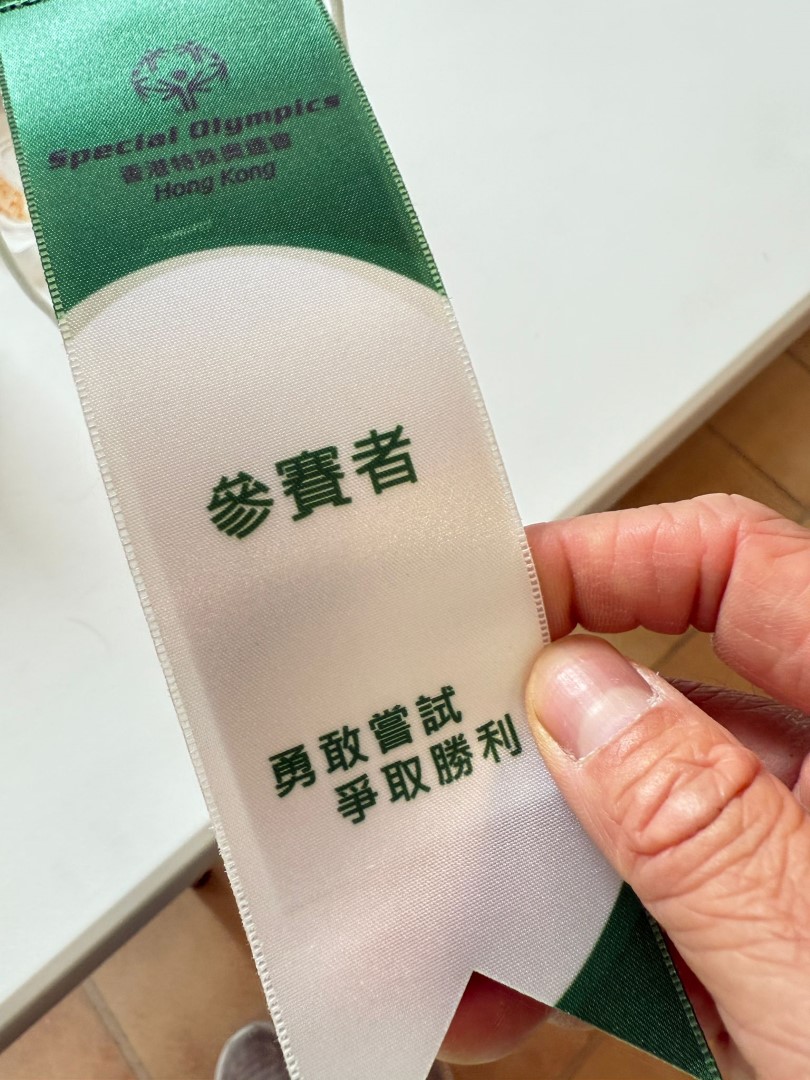 Special Olympics
香港特殊奧運會
Hong Kong
參賽者
勇敢嘗試
爭取勝利